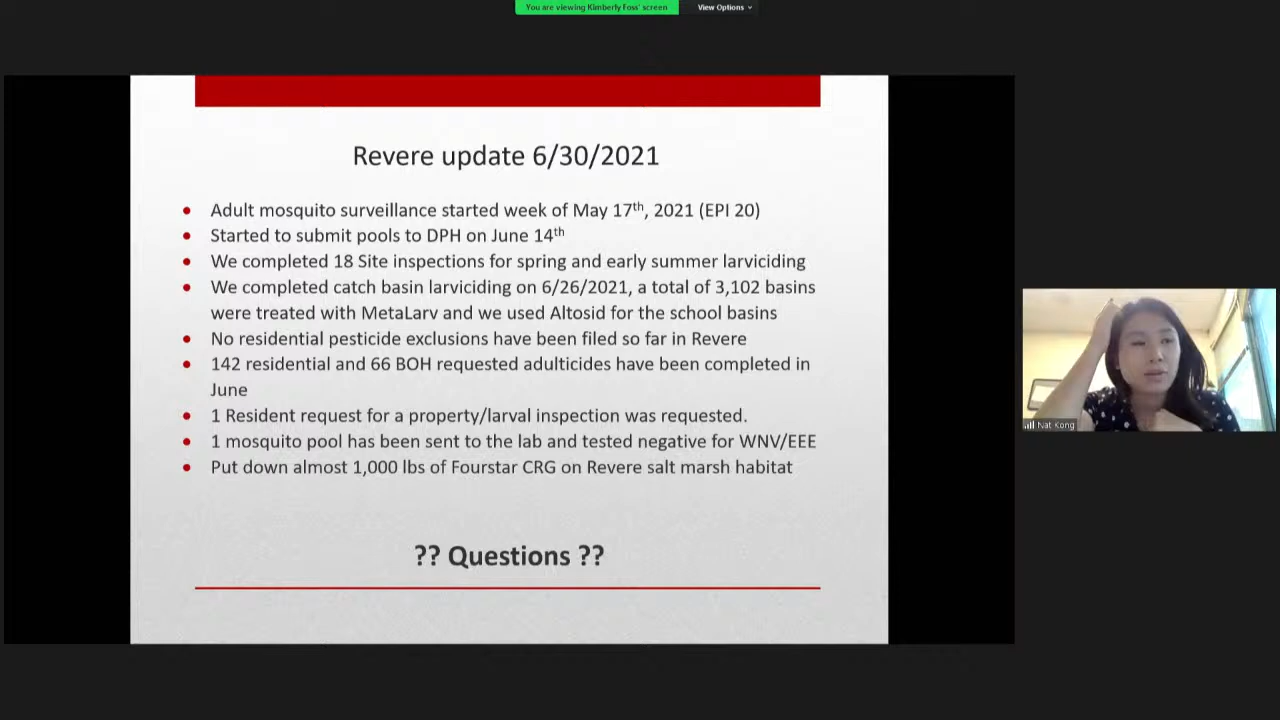 You are viewing Kimberly Foss' screen
View Options
Revere update 6/30/2021
• Adult mosquito surveillance started week of May 17th, 2021 (EPI 20)
• Started to submit pools to DPH on June 14th
• We completed 18 Site inspections for spring and early summer larviciding
• We completed catch basin larviciding on 6/26/2021, a total of 3,102 basins
were treated with MetaLarv and we used Altosid for the school basins
• No residential pesticide exclusions have been filed so far in Revere
• 142 residential and 66 BOH requested adulticides have been completed in
June
• 1 Resident request for a property/larval inspection was requested.
• 1 mosquito pool has been sent to the lab and tested negative for WNV/EEE
• Put down almost 1,000 lbs of Fourstar CRG on Revere salt marsh habitat
?? Questions ??
Nat Kong